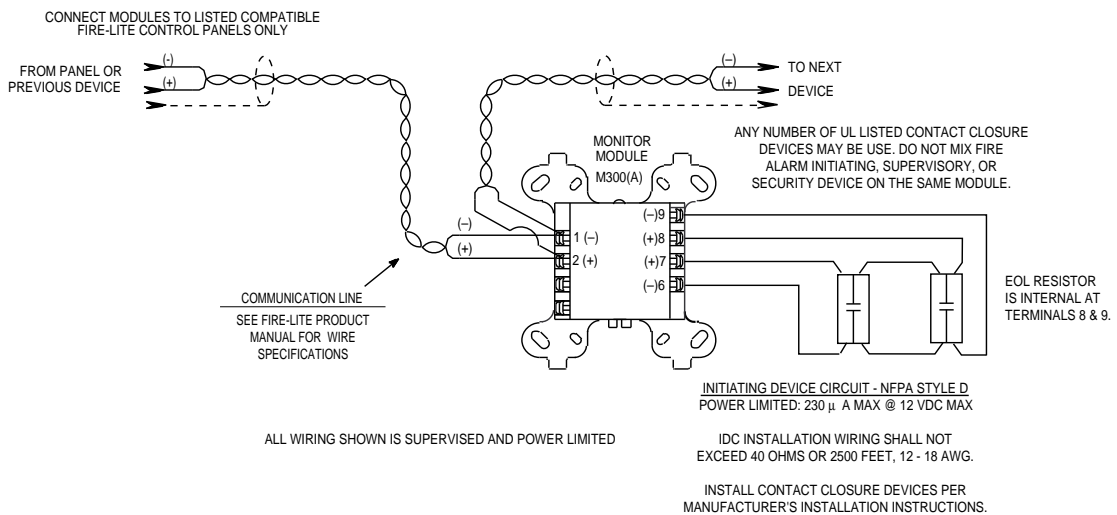 CONNECT MODULES TO LISTED COMPATIBLE
FIRE-LITE CONTROL PANELS ONLY
FROM PANEL OR
PREVIOUS DEVICE
(-)
(+)
(–)
(+)
TO NEXT
DEVICE
MONITOR
MODULE
M300(A)
ANY NUMBER OF UL LISTED CONTACT CLOSURE
DEVICES MAY BE USE. DO NOT MIX FIRE
ALARM INITIATING, SUPERVISORY, OR
SECURITY DEVICE ON THE SAME MODULE.
(–)
(+)
1 (–)
2 (+)
(–)9
(+)8
(+)7
(–)6
EOL RESISTOR
IS INTERNAL AT
TERMINALS 8 & 9.
COMMUNICATION LINE
SEE FIRE-LITE PRODUCT
MANUAL FOR WIRE
SPECIFICATIONS
INITIATING DEVICE CIRCUIT - NFPA STYLE D
POWER LIMITED: 230 μ A MAX @ 12 VDC MAX
ALL WIRING SHOWN IS SUPERVISED AND POWER LIMITED
IDC INSTALLATION WIRING SHALL NOT
EXCEED 40 OHMS OR 2500 FEET, 12 - 18 AWG.
INSTALL CONTACT CLOSURE DEVICES PER
MANUFACTURER'S INSTALLATION INSTRUCTIONS.